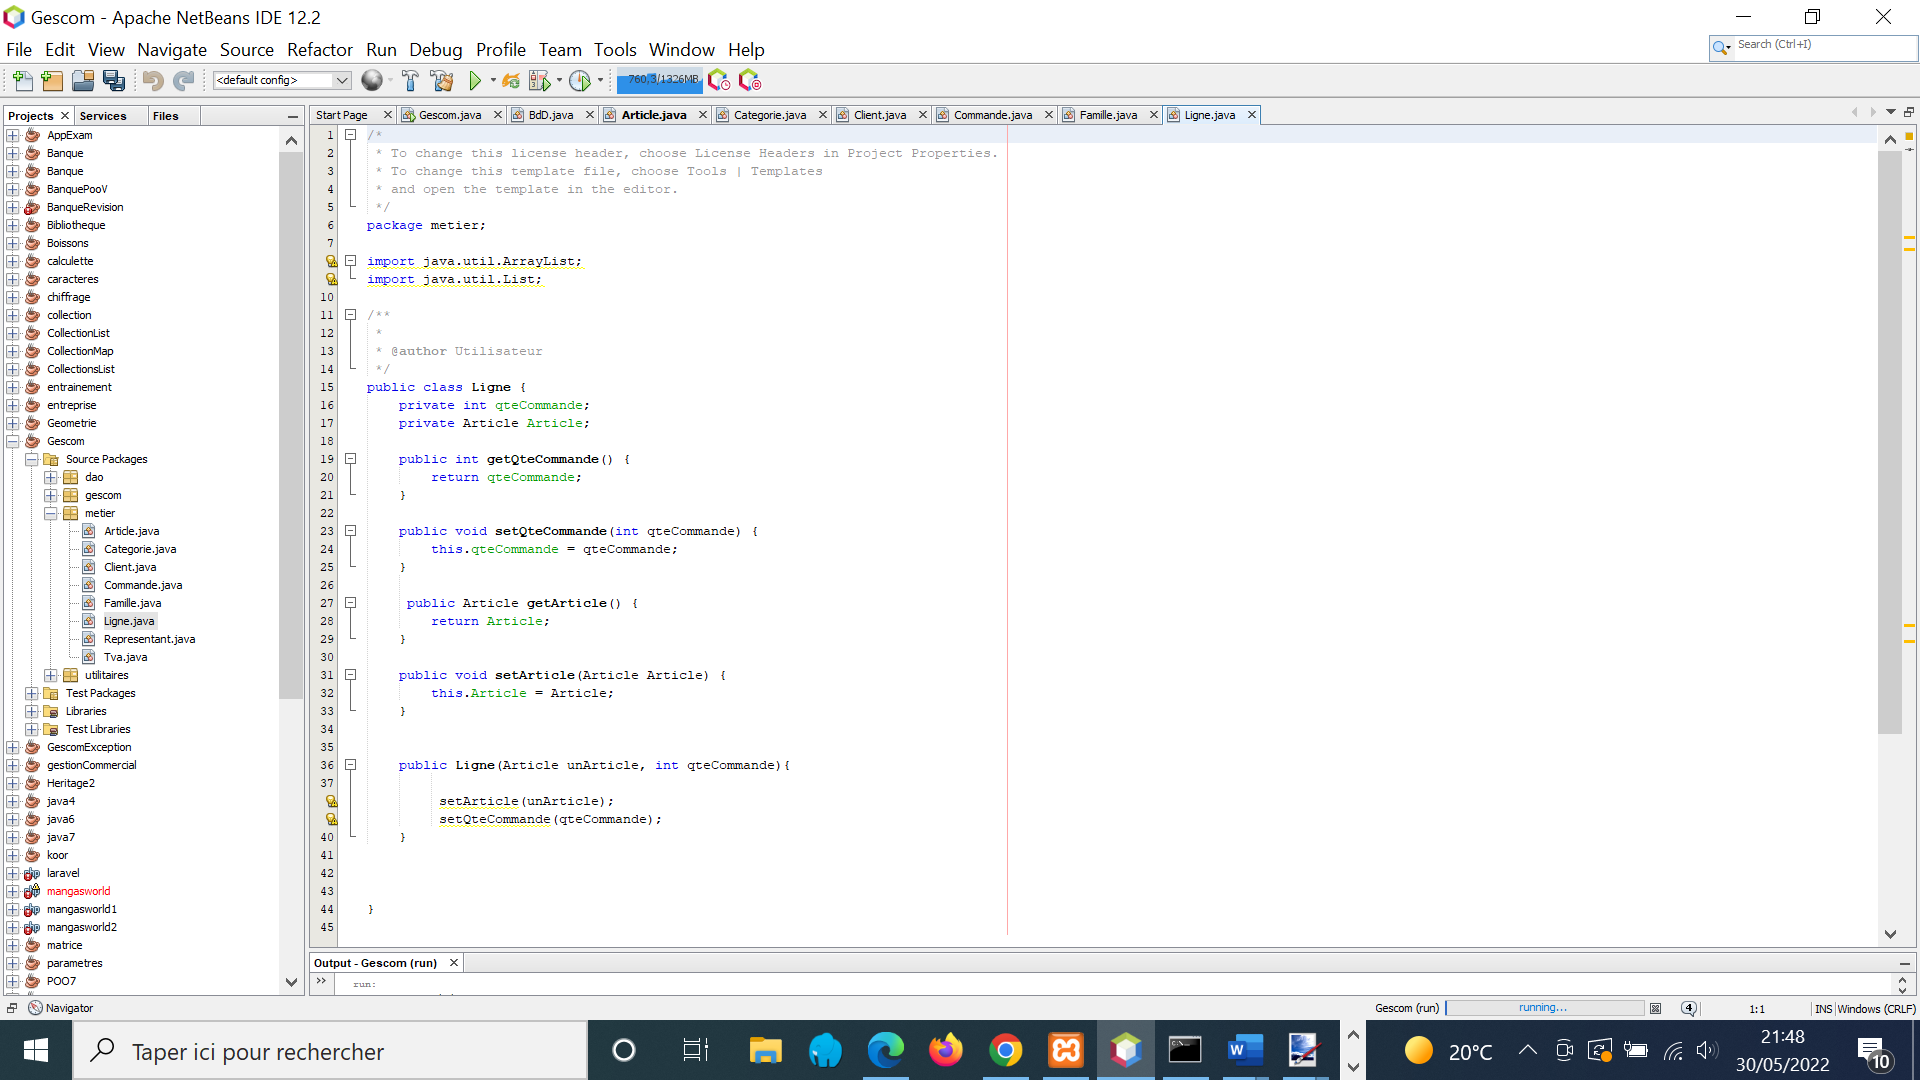 Gescom - Apache NetBeans IDE 12.2
File Edit View Navigate Source Refactor Run Debug Profile Team Tools Window Help
Search (Ctrl+I)
<default config>
760,3/1326MB
Projects Services Files
Start Page Gescom.java BdD.java Article.java Categorie.java Client.java Commande.java Famille.java Ligne.java
AppExam
Banque
Banque
BanquePooV
BanqueRevision
Bibliotheque
Boissons
calculette
caracteres
chiffrage
collection
CollectionList
CollectionMap
CollectionsList
entrainement
entreprise
Geometrie
Gescom
Source Packages
dao
gescom
metier
Article.java
Categorie.java
Client.java
Commande.java
Famille.java
Ligne.java
Representant.java
Tva.java
utilitaires
Test Packages
Libraries
Test Libraries
GescomException
gestionCommercial
Heritage2
java4
java6
java7
koor
laravel
mangasworld
mangasworld1
mangasworld2
matrice
parametres
POO7
1 /*
2 * To change this license header, choose License Headers in Project Properties.
3 * To change this template file, choose Tools | Templates
4 * and open the template in the editor.
5 */
6 package metier;
7
import java.util.ArrayList;
import java.util.List;
10
11 /**
12 *
13 * @author Utilisateur
14 */
15 public class Ligne {
16 private int qteCommande;
17 private Article Article;
18
19 public int getQteCommande() {
20 return qteCommande;
21 }
22
23 public void setQteCommande(int qteCommande) {
24 this.qteCommande = qteCommande;
25 }
26
27 public Article getArticle() {
28 return Article;
29 }
30
31 public void setArticle(Article Article) {
32 this.Article = Article;
33 }
34
35
36 public Ligne(Article unArticle, int qteCommande){
37
setArticle(unArticle);
setQteCommande(qteCommande);
40 }
41
42
43
44 }
45
Output - Gescom (run)
run:
Navigator
Gescom (run) running... 4 1:1 INS Windows (CRLF)
Taper ici pour rechercher
20°C
21:48
30/05/2022
10